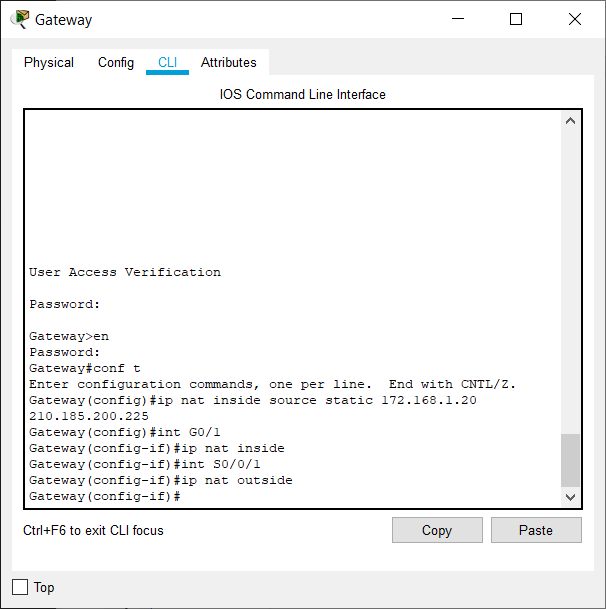 Gateway
Physical Config CLI Attributes
IOS Command Line Interface
User Access Verification
Password:
Gateway>en
Password:
Gateway#conf t
Enter configuration commands, one per line.  End with CNTL/Z.
Gateway(config)#ip nat inside source static 172.168.1.20
210.185.200.225
Gateway(config)#int G0/1
Gateway(config-if)#ip nat inside
Gateway(config-if)#int S0/0/1
Gateway(config-if)#ip nat outside
Gateway(config-if)#
Ctrl+F6 to exit CLI focus Copy Paste
Top